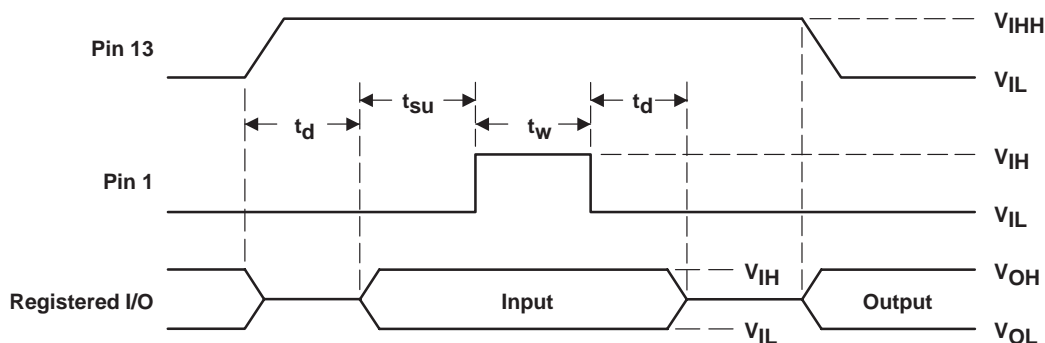 Pin 13
VIHH
VIL
tsu
td
td
tw
Pin 1
VIH
VIL
Registered I/O
Input
VIH
VIL
Output
VOH
VOL